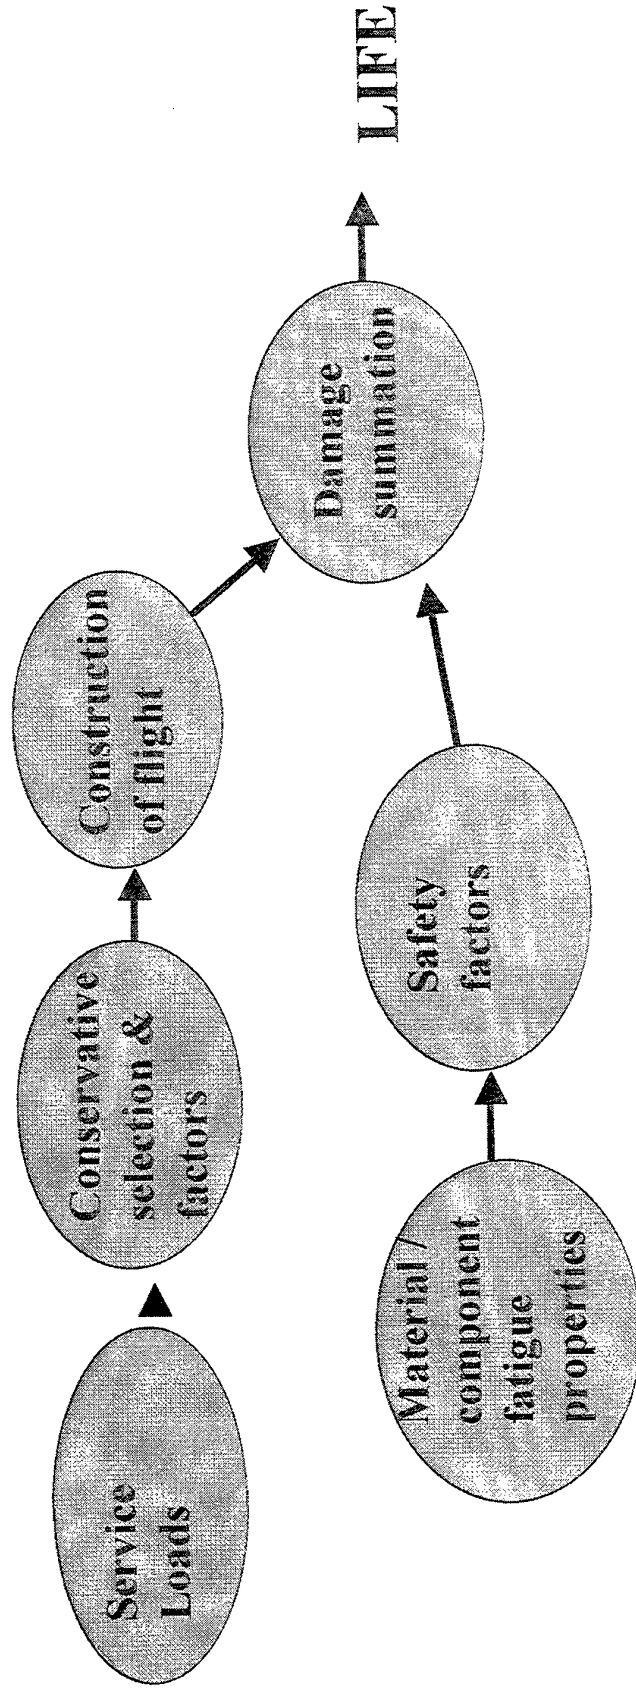 Service
Loads
Conservative
selection &
factors
Construction
of flight
Material /
component
fatigue
properties
Safety
factors
Damage
summation
LIFE